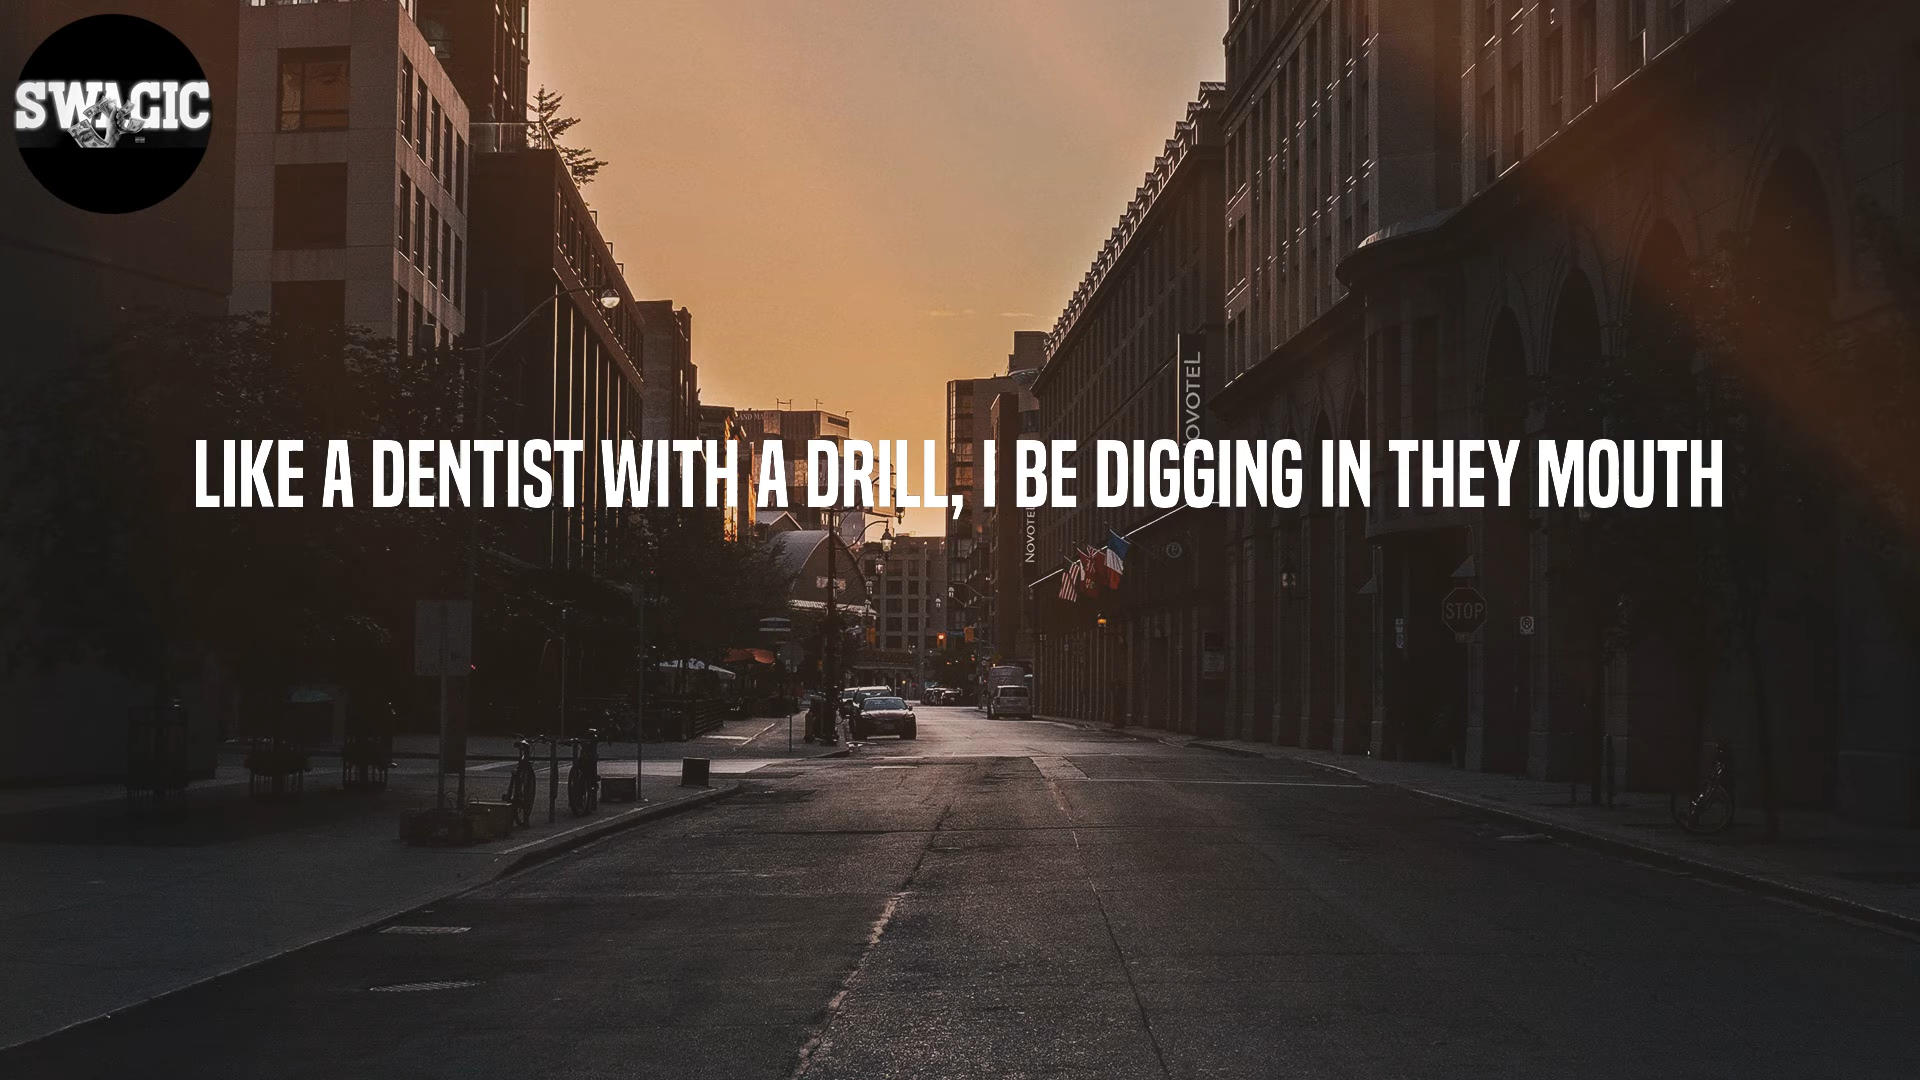 SWAGIC
NOVOTEL
LIKE A DENTIST WITH A DRILL, I BE DIGGING IN THEY MOUTH
NOVOTEL
STOP